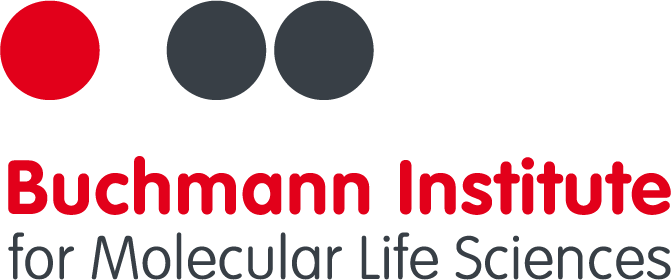 Buchmann Institute
for Molecular Life Sciences